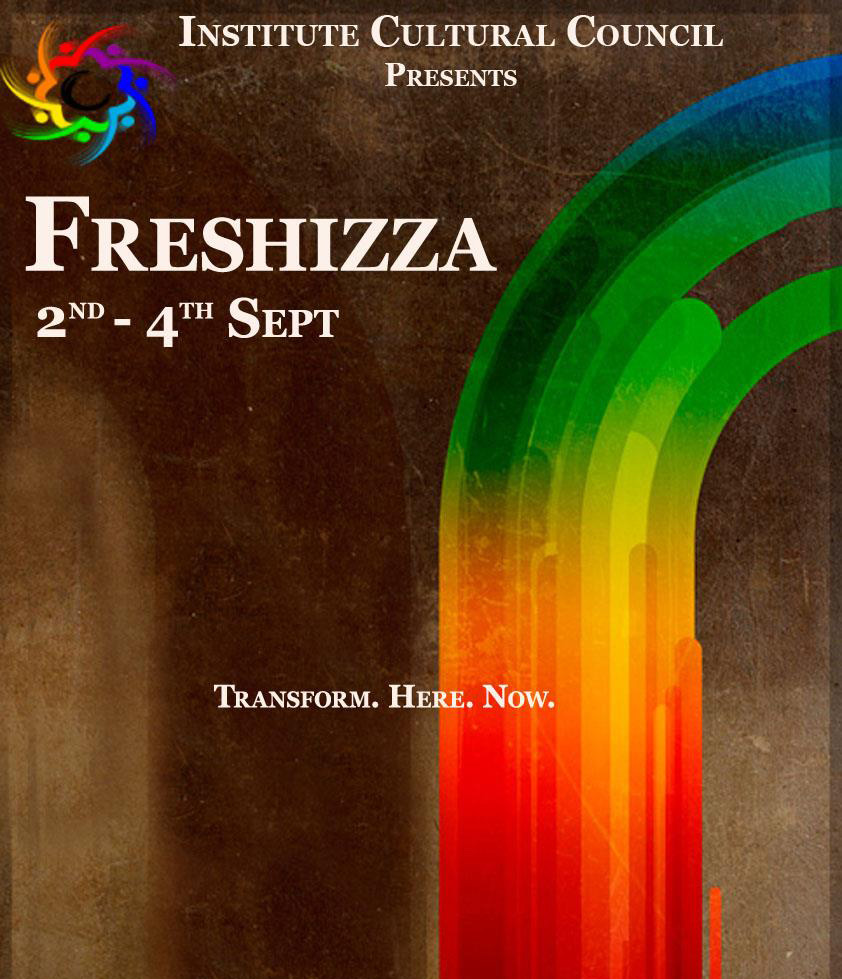 Institute Cultural Council
Presents
Freshizza
2nd - 4th Sept
Transform. Here. Now.